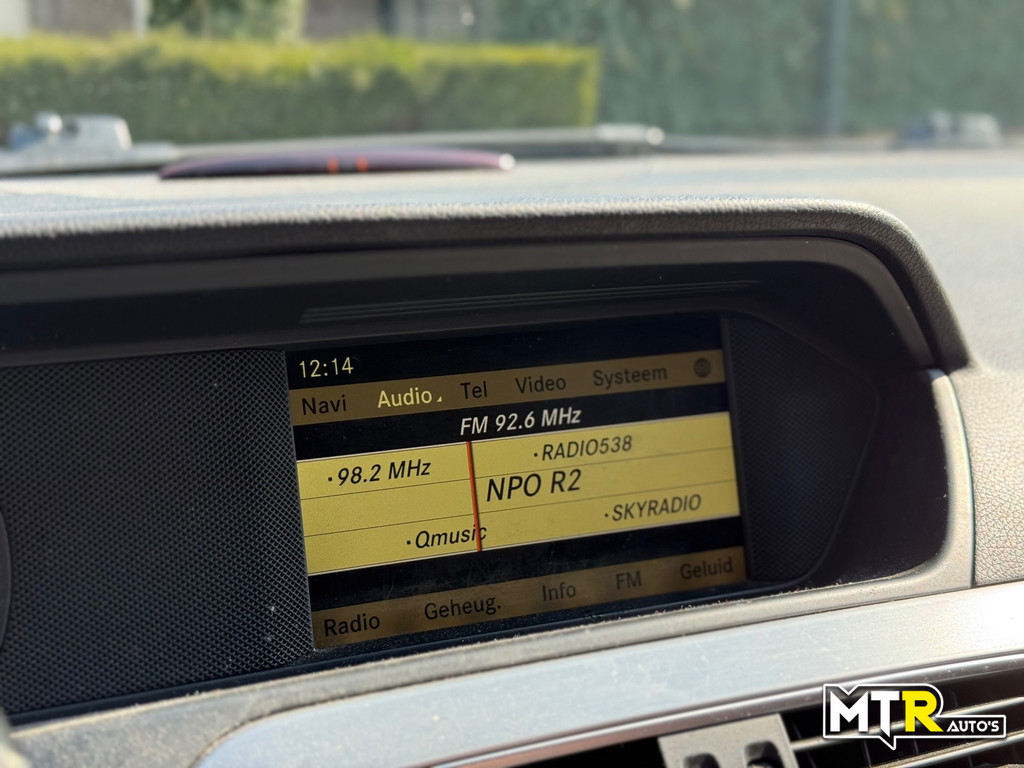 12:14
Navi Audio Tel Video Systeem
FM 92.6 MHz
·RADIO538
·98.2 MHz
NPO R2
·SKYRADIO
·Qmusic
Radio Geheug. Info FM Geluid
MTR AUTO'S